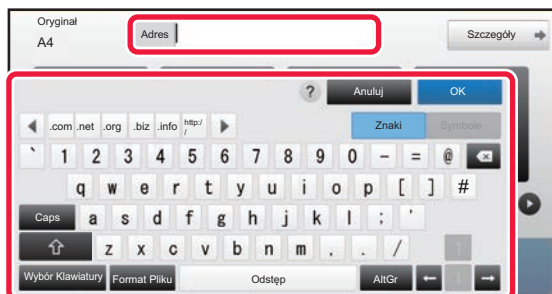 Oryginał
A4
Adres
Szczegóły
?
Anuluj
OK
.com .net .org .biz .info http://
Znaki
Symbole
` 1 2 3 4 5 6 7 8 9 0 - = @
q w e r t y u i o p [ ] #
Caps a s d f g h j k l ; '
z x c v b n m . . /
Wybór Klawiatury Format Pliku Odstęp AltGr